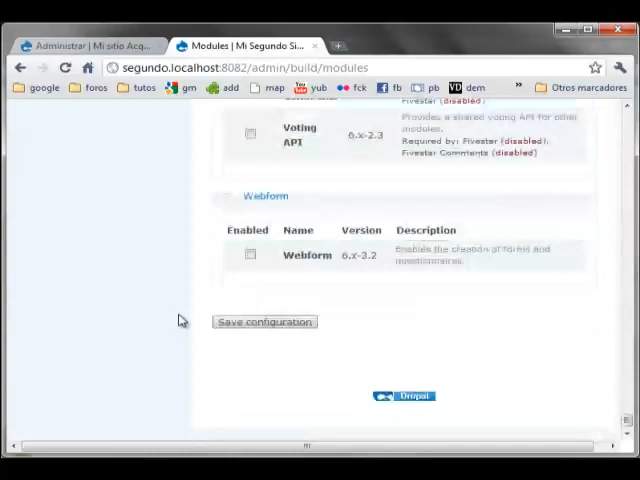 Administrar | Mi sitio Acq...
Modules | Mi Segundo Si...
segundo.localhost:8082/admin/build/modules
google foros tutos gm add map yub fck fb pb dem » Otros marcadores
Fivestar (disabled)
Voting API
6.x-2.3
Provides a shared voting API for other
modules.
Required by: Fivestar (disabled),
Fivestar Comments (disabled)
Webform
Enabled Name Version Description
Webform 6.x-3.2 Enables the creation of forms and
questionnaires.
Save configuration
Drupal